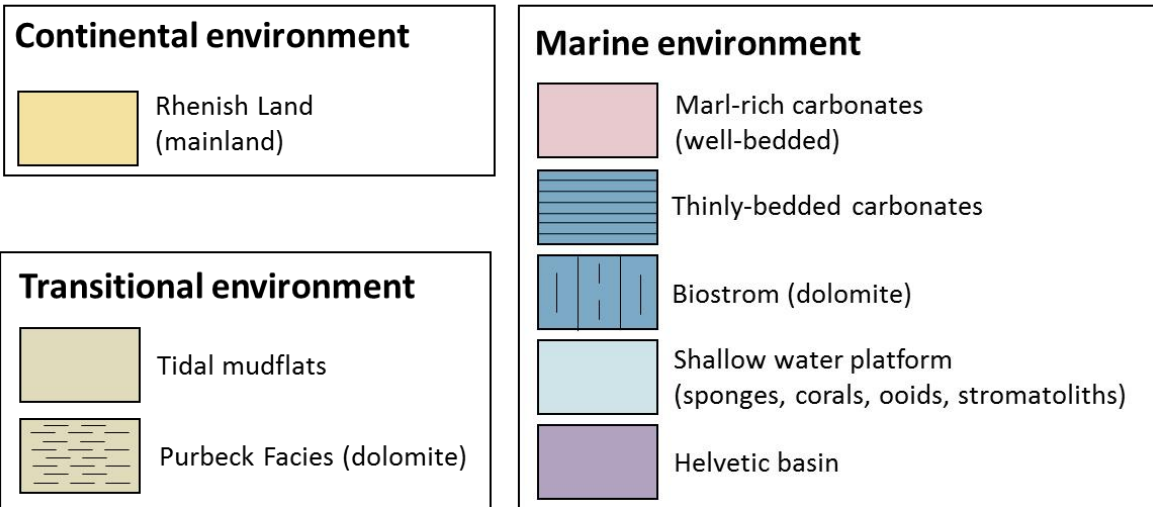 Continental environment
Rhenish Land
(mainland)
Transitional environment
Tidal mudflats
Purbeck Facies (dolomite)
Marine environment
Marl-rich carbonates
(well-bedded)
Thinly-bedded carbonates
Biostrom (dolomite)
Shallow water platform
(sponges, corals, ooids, stromatoliths)
Helvetic basin